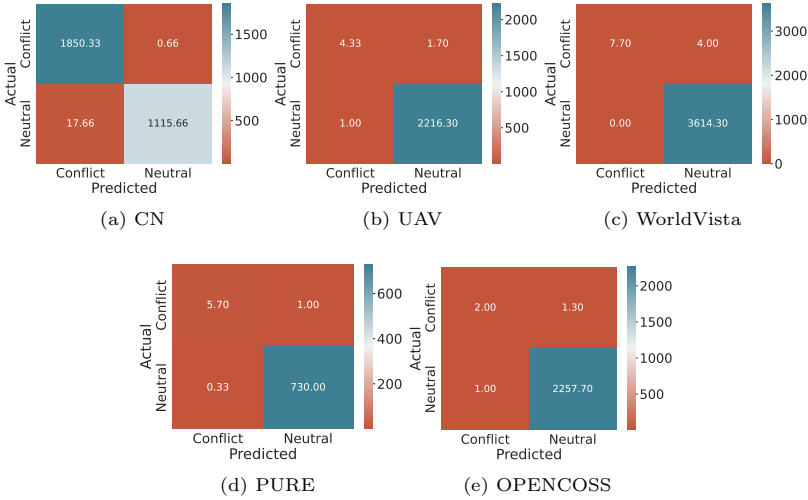 Actual
Conflict
Neutral
1850.33 0.66
17.66 1115.66
Conflict Neutral
Predicted
1500
1000
500
(a) CN
Actual
Conflict
Neutral
4.33 1.70
1.00 2216.30
Conflict Neutral
Predicted
2000
1500
1000
500
(b) UAV
Actual
Conflict
Neutral
7.70 4.00
0.00 3614.30
Conflict Neutral
Predicted
3000
2000
1000
0
(c) WorldVista
Actual
Conflict
Neutral
5.70 1.00
0.33 730.00
Conflict Neutral
Predicted
600
400
200
(d) PURE
Actual
Conflict
Neutral
2.00 1.30
1.00 2257.70
Conflict Neutral
Predicted
2000
1500
1000
500
(e) OPENCOSS